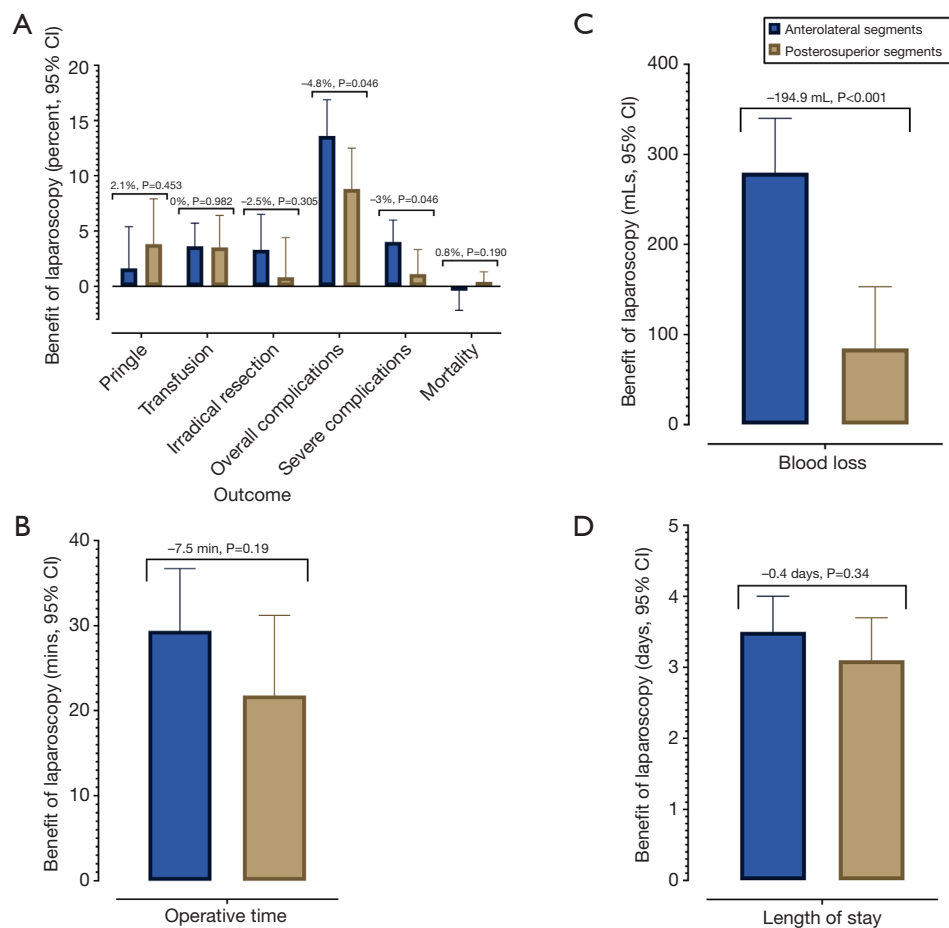 A
Benefit of laparoscopy (percent, 95% CI)
20
15
10
5
0
2.1%, P=0.453
0%, P=0.982
−2.5%, P=0.305
−4.8%, P=0.046
−3%, P=0.046
0.8%, P=0.190
Pringle
Transfusion
Irradical resection
Overall complications
Severe complications
Mortality
Outcome
C
Anterolateral segments
Posterosuperior segments
Benefit of laparoscopy (mLs, 95% CI)
400
300
200
100
0
−194.9 mL, P<0.001
Blood loss
B
Benefit of laparoscopy (mins, 95% CI)
40
30
20
10
0
−7.5 min, P=0.19
Operative time
D
Benefit of laparoscopy (days, 95% CI)
5
4
3
2
1
0
−0.4 days, P=0.34
Length of stay